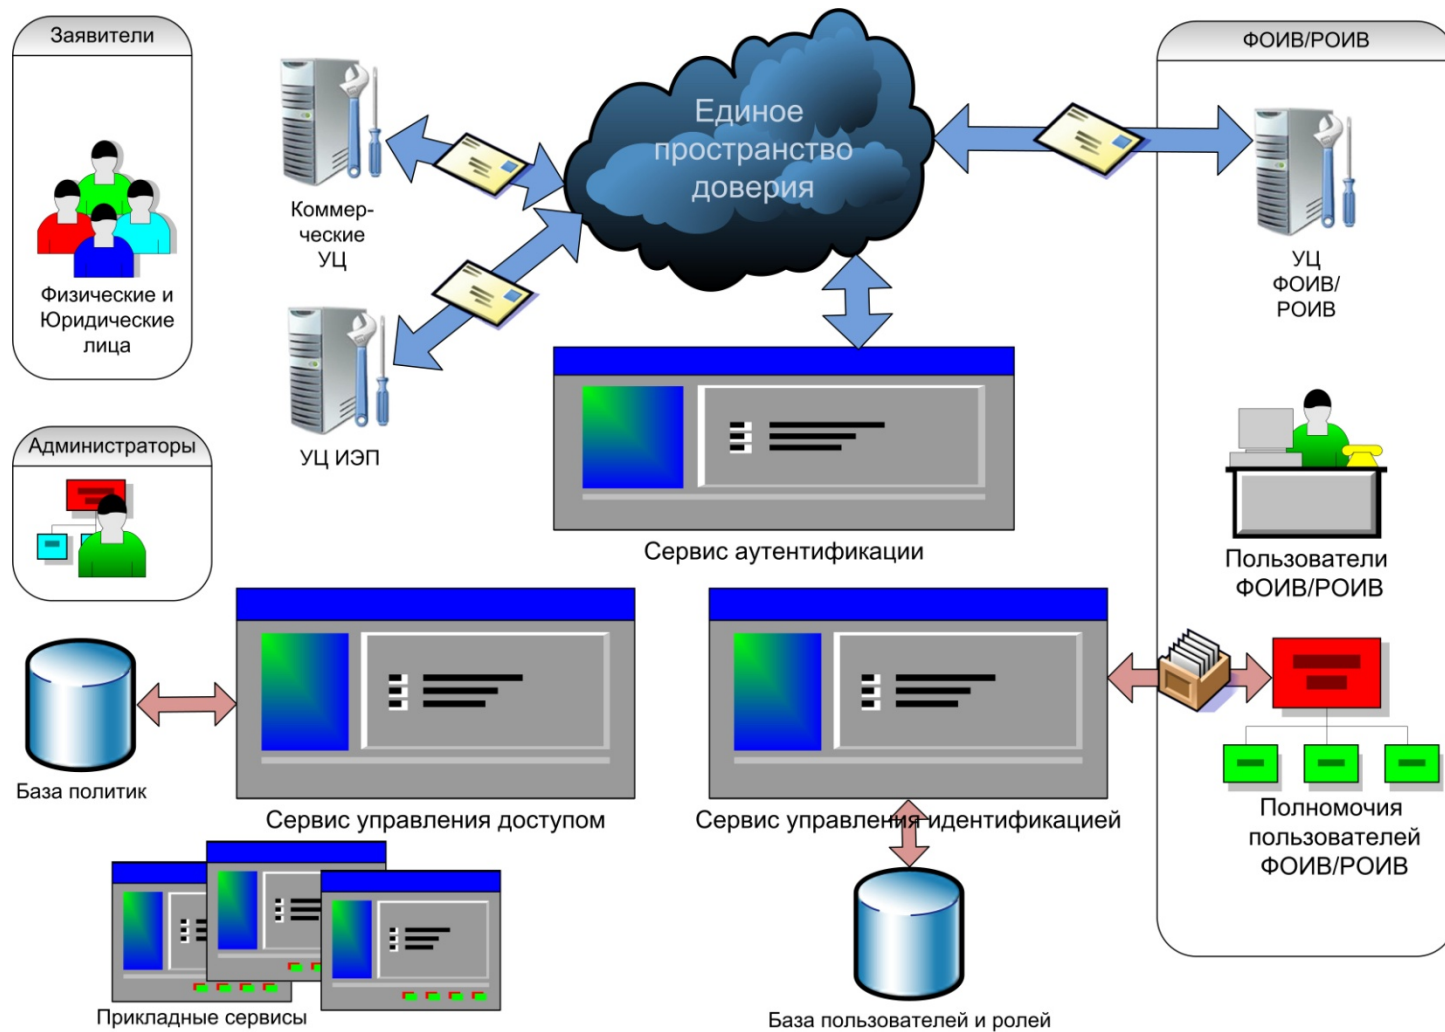 Заявители
Физические и
Юридические
лица
Администраторы
База политик
Коммер-
ческие
УЦ
УЦ ИЭП
Единое
пространство
доверия
Сервис аутентификации
Сервис управления доступом
Сервис управления идентификацией
Прикладные сервисы
База пользователей и ролей
ФОИВ/РОИВ
УЦ
ФОИВ/
РОИВ
Пользователи
ФОИВ/РОИВ
Полномочия
пользователей
ФОИВ/РОИВ